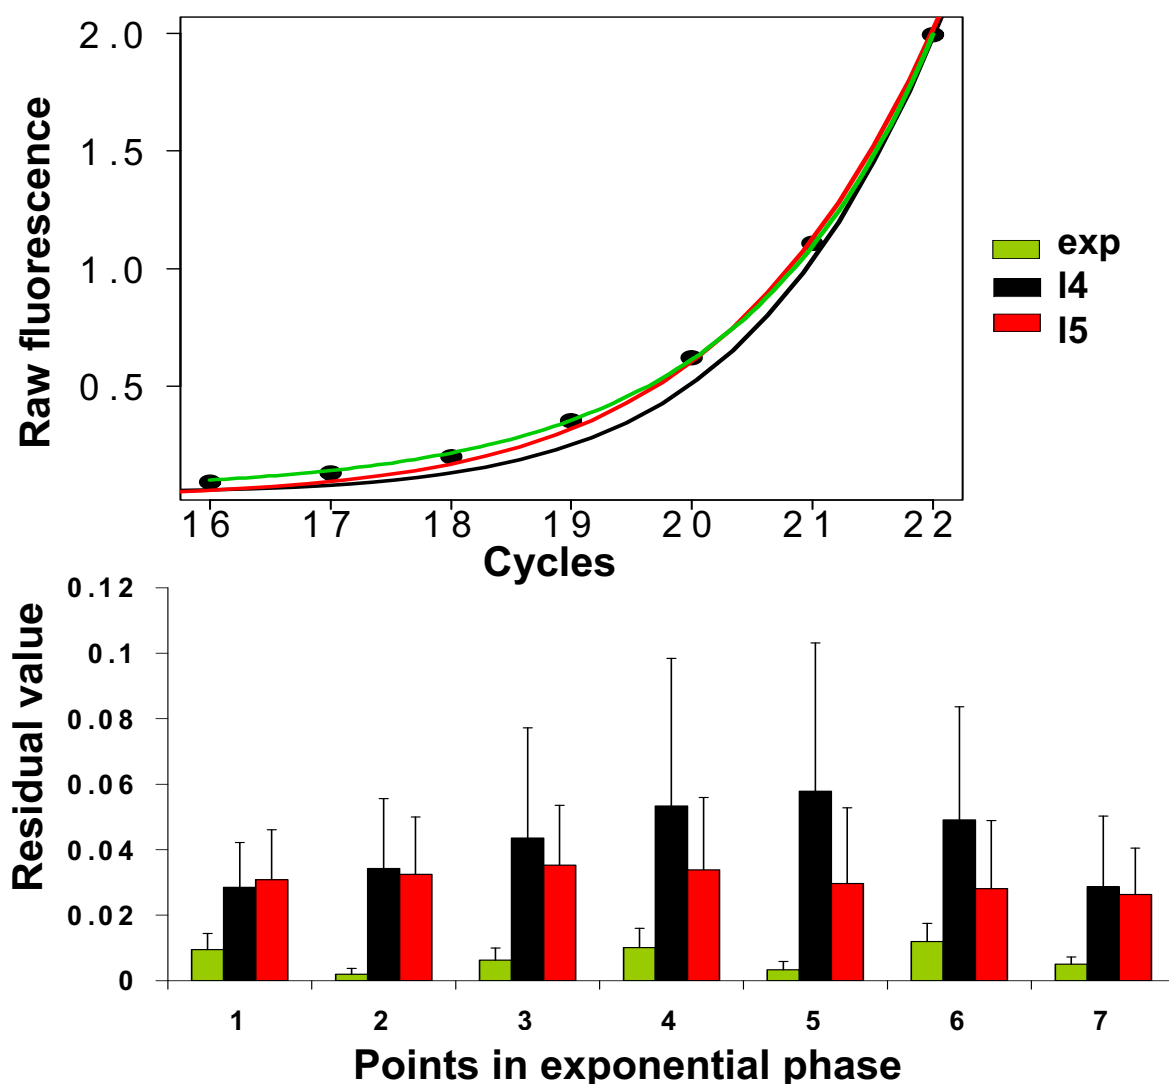 Raw fluorescence
2.0
1.5
1.0
0.5
16 17 18 19 20 21 22
Cycles
exp
l4
l5
Residual value
0.12
0.1
0.08
0.06
0.04
0.02
0
1 2 3 4 5 6 7
Points in exponential phase